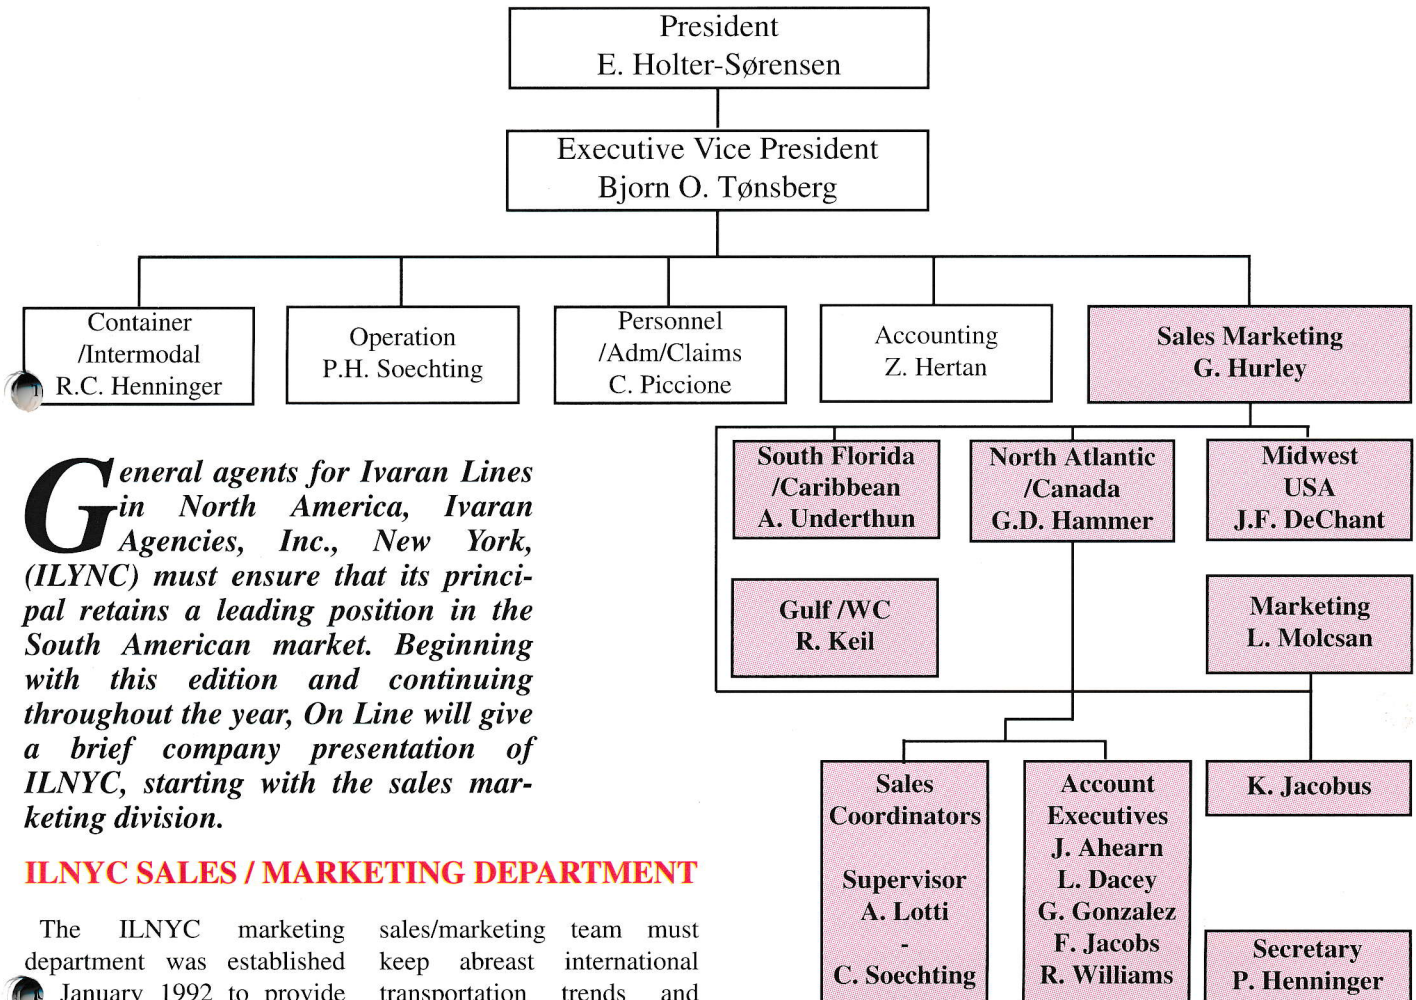 President
E. Holter-Sørensen
Executive Vice President
Bjorn O. Tønsberg
Container
/Intermodal
R.C. Henninger
Operation
P.H. Soechting
Personnel
/Adm/Claims
C. Piccione
Accounting
Z. Hertan
Sales Marketing
G. Hurley
South Florida
/Caribbean
A. Underthun
North Atlantic
/Canada
G.D. Hammer
Midwest
USA
J.F. DeChant
Gulf /WC
R. Keil
Marketing
L. Molcsan
Sales
Coordinators
Supervisor
A. Lotti
-
C. Soechting
Account
Executives
J. Ahearn
L. Dacey
G. Gonzalez
F. Jacobs
R. Williams
K. Jacobus
Secretary
P. Henninger
General agents for Ivaran Lines
in North America, Ivaran
Agencies, Inc., New York,
(ILYNC) must ensure that its princi-
pal retains a leading position in the
South American market. Beginning
with this edition and continuing
throughout the year, On Line will give
a brief company presentation of
ILNYC, starting with the sales mar-
keting division.
ILNYC SALES / MARKETING DEPARTMENT
The ILNYC marketing
department was established
January 1992 to provide
sales/marketing team must
keep abreast international
transportation trends and